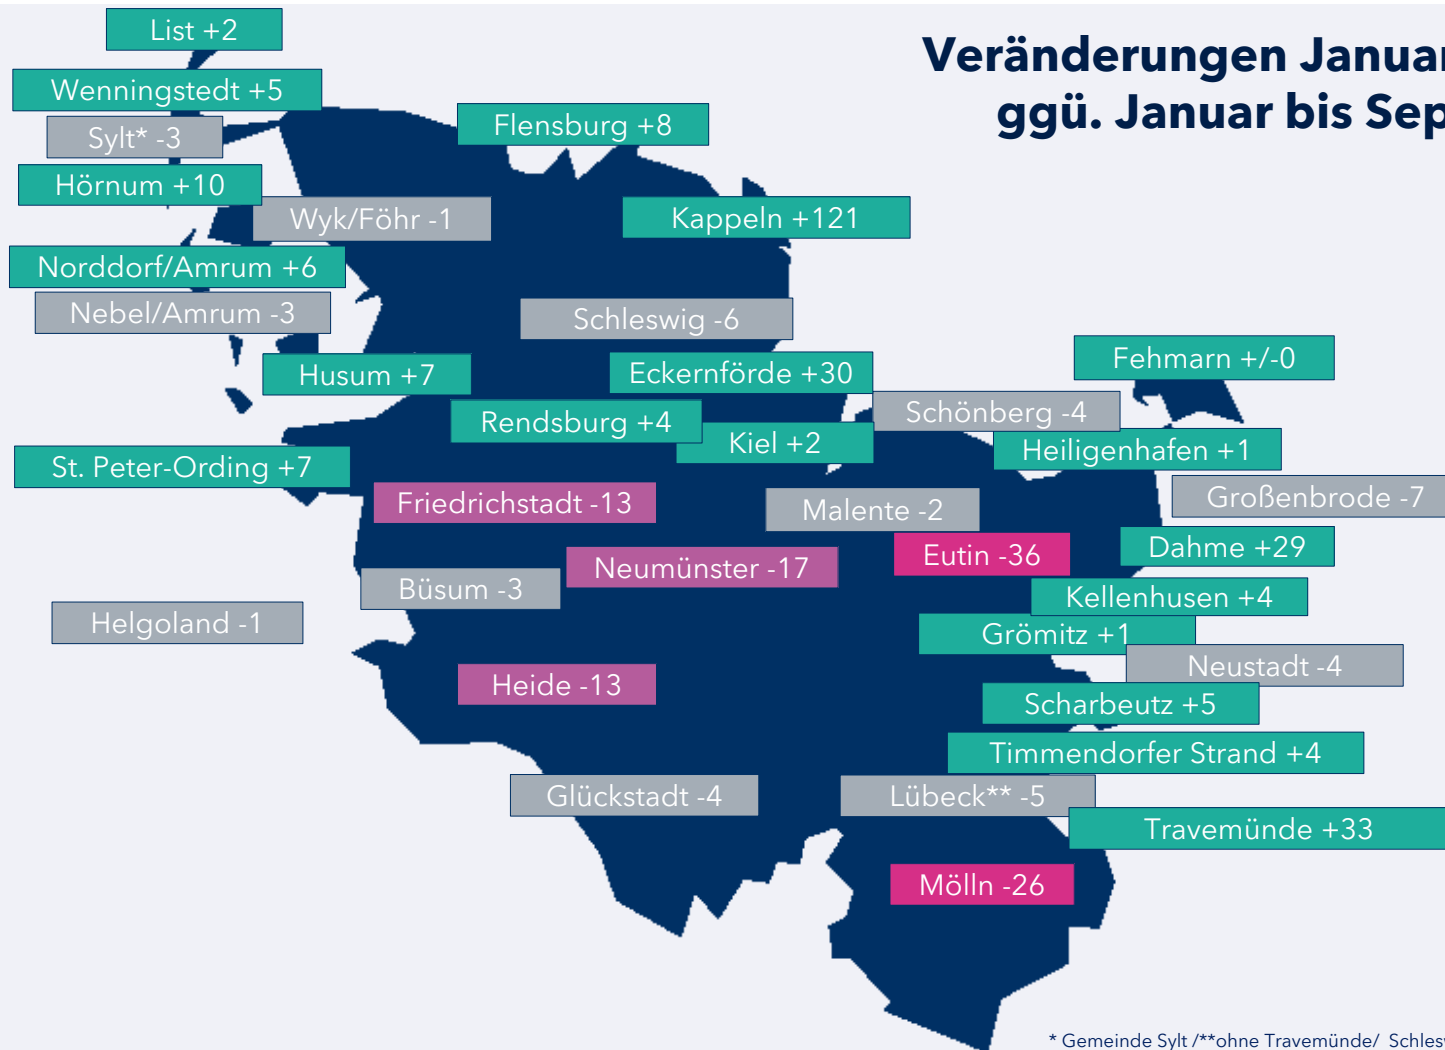 List +2
Veränderungen Januar
Wenningstedt +5
ggü. Januar bis Sep
Flensburg +8
Sylt* -3
Hörnum +10
Wyk/Föhr -1
Kappeln +121
Norddorf/Amrum +6
Nebel/Amrum -3
Schleswig -6
Fehmarn +/-0
Husum +7
Eckernförde +30
Schönberg -4
Rendsburg +4
Kiel +2
Heiligenhafen +1
St. Peter-Ording +7
Friedrichstadt -13
Malente -2
Großenbrode -7
Eutin -36
Dahme +29
Neumünster -17
Büsum -3
Kellenhusen +4
Helgoland -1
Grömitz +1
Neustadt -4
Heide -13
Scharbeutz +5
Timmendorfer Strand +4
Glückstadt -4
Lübeck** -5
Travemünde +33
Mölln -26
* Gemeinde Sylt /**ohne Travemünde/ Schles